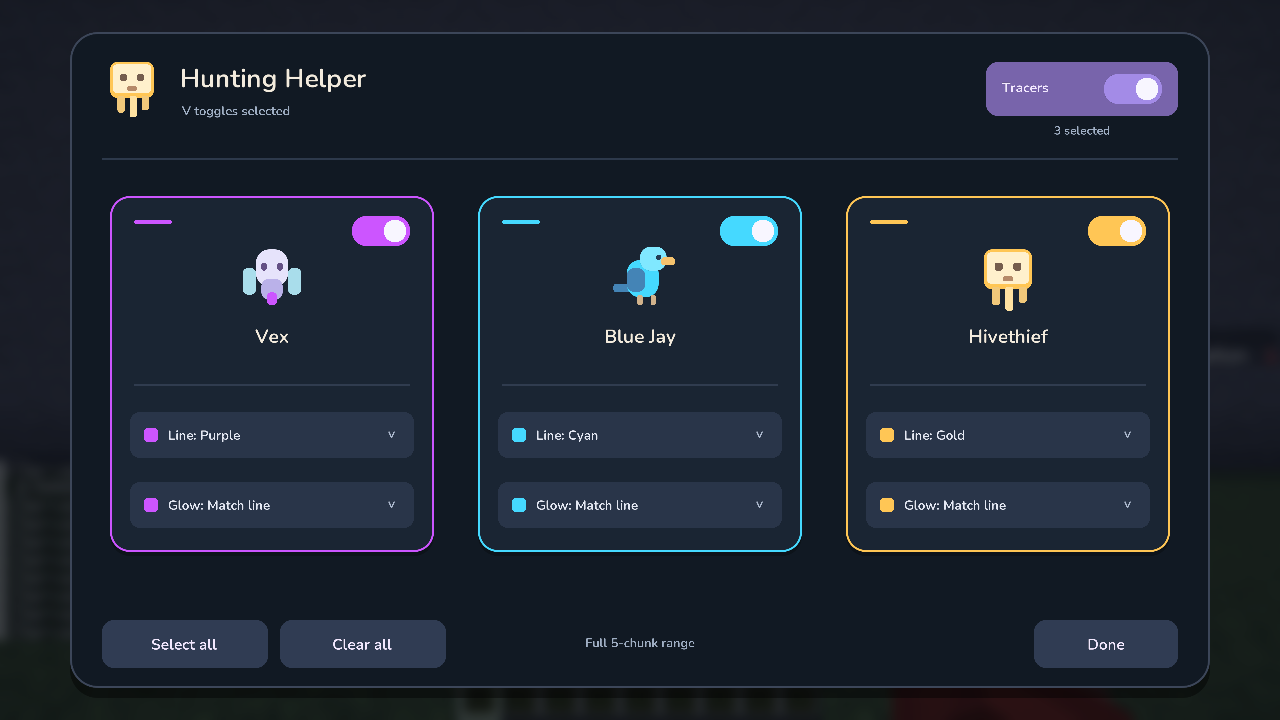 Hunting Helper
V toggles selected
Tracers
3 selected
Vex
Blue Jay
Hivethief
Line: Purple
Line: Cyan
Line: Gold
Glow: Match line
Glow: Match line
Glow: Match line
Select all
Clear all
Full 5-chunk range
Done